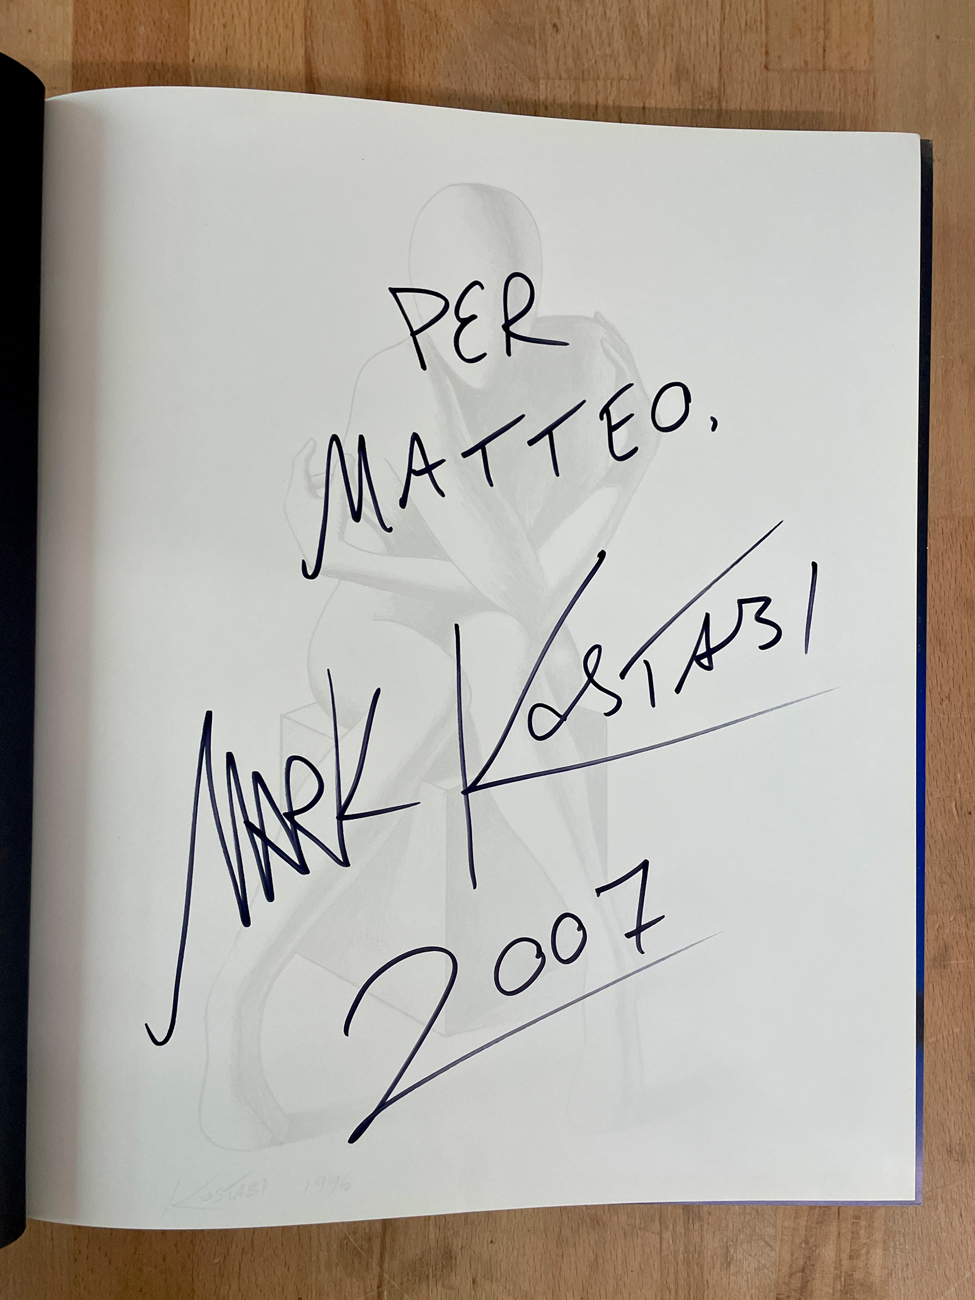 PER
MATTEO,
MARK KOSTABI
2007
KOSTABI 1996